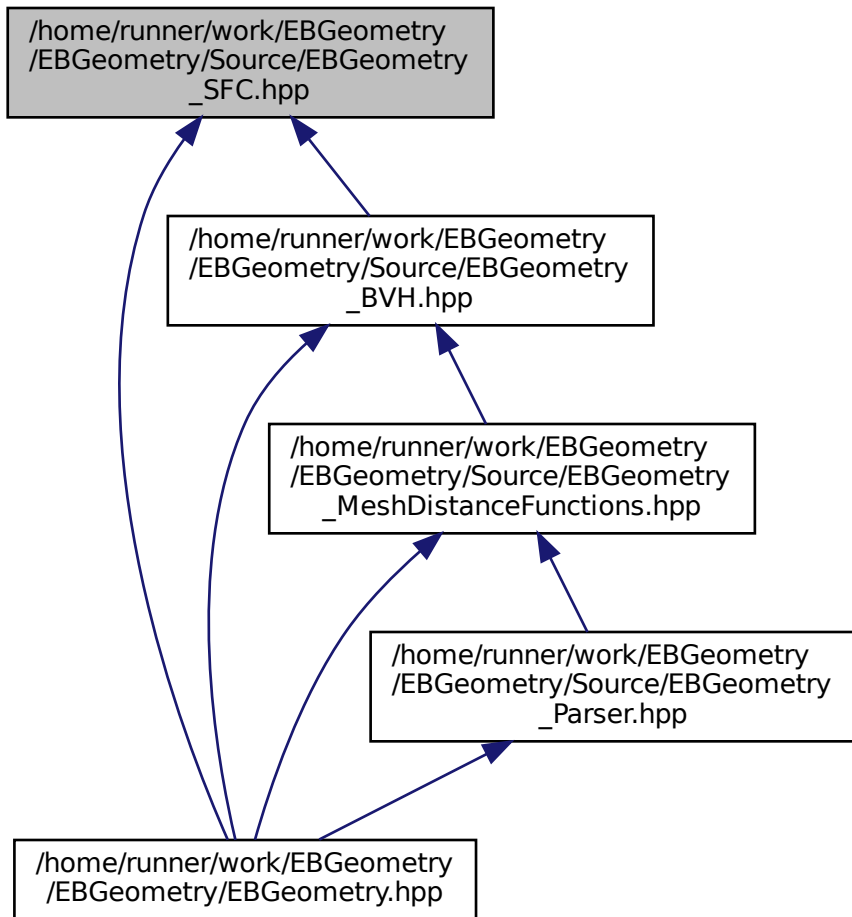 /home/runner/work/EBGeometry
/EBGeometry/Source/EBGeometry
_SFC.hpp
/home/runner/work/EBGeometry
/EBGeometry/Source/EBGeometry
_BVH.hpp
/home/runner/work/EBGeometry
/EBGeometry/Source/EBGeometry
_MeshDistanceFunctions.hpp
/home/runner/work/EBGeometry
/EBGeometry/Source/EBGeometry
_Parser.hpp
/home/runner/work/EBGeometry
/EBGeometry/EBGeometry.hpp